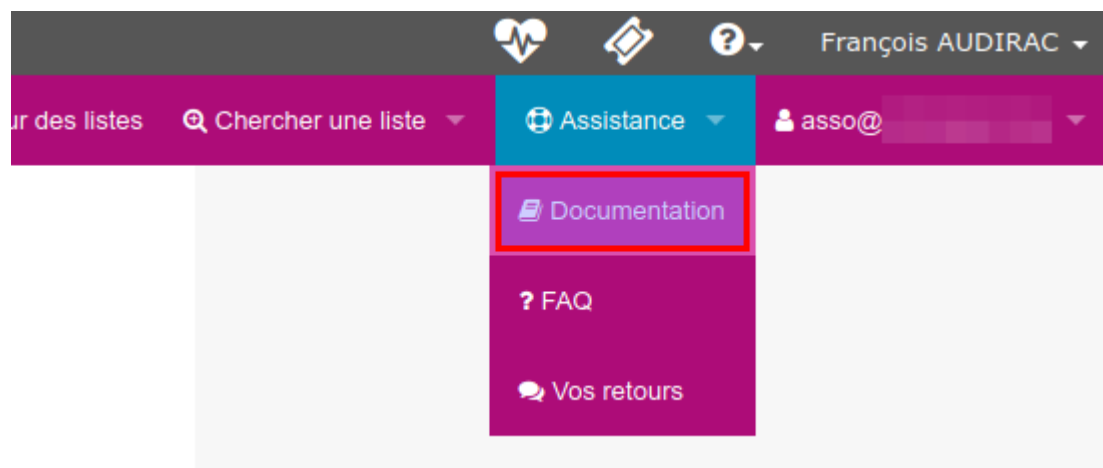 François AUDIRAC
ur des listes Chercher une liste Assistance asso@
Documentation
? FAQ
Vos retours